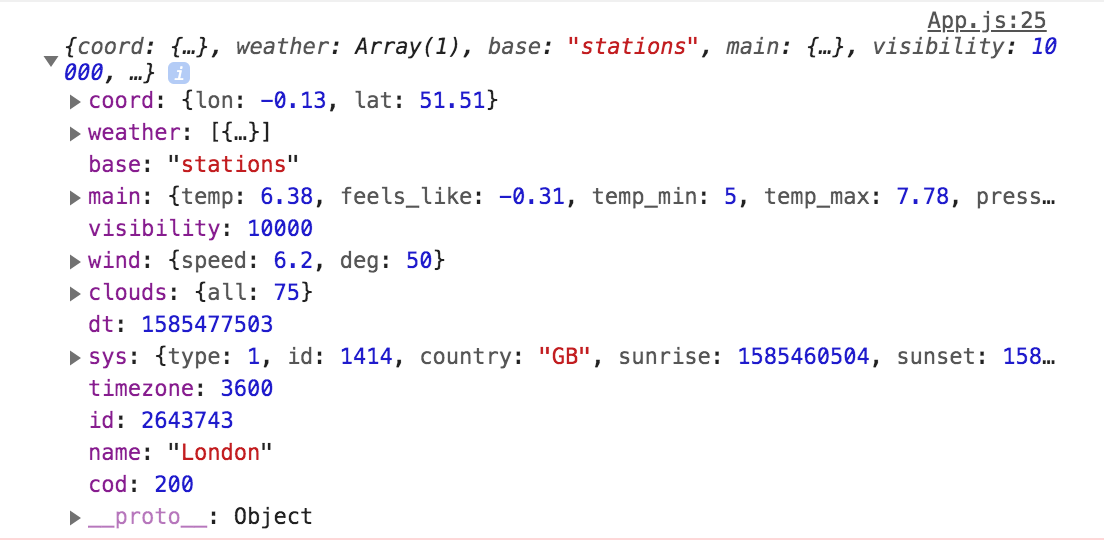 App.js:25
{coord: {…}, weather: Array(1), base: "stations", main: {…}, visibility: 10
000, …} i
coord: {lon: -0.13, lat: 51.51}
weather: [{…}]
base: "stations"
main: {temp: 6.38, feels_like: -0.31, temp_min: 5, temp_max: 7.78, press…
visibility: 10000
wind: {speed: 6.2, deg: 50}
clouds: {all: 75}
dt: 1585477503
sys: {type: 1, id: 1414, country: "GB", sunrise: 1585460504, sunset: 158…
timezone: 3600
id: 2643743
name: "London"
cod: 200
__proto__: Object